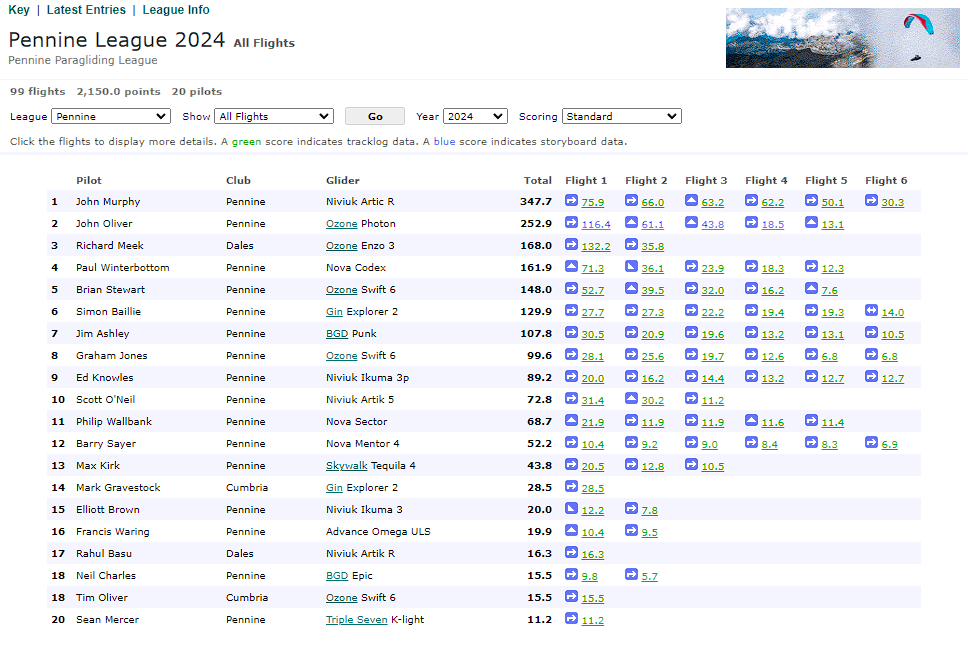 Key | Latest Entries | League Info
Pennine League 2024 All Flights
Pennine Paragliding League
99 flights 2,150.0 points 20 pilots
League Pennine Show All Flights Go Year 2024 Scoring Standard
Click the flights to display more details. A green score indicates tracklog data. A blue score indicates storyboard data.
Pilot Club Glider Total Flight 1 Flight 2 Flight 3 Flight 4 Flight 5 Flight 6
1 John Murphy Pennine Niviuk Artic R 347.7 75.9 66.0 63.2 62.2 50.1 30.3
2 John Oliver Pennine Ozone Photon 252.9 116.4 61.1 43.8 18.5 13.1
3 Richard Meek Dales Ozone Enzo 3 168.0 132.2 35.8
4 Paul Winterbottom Pennine Nova Codex 161.9 71.3 36.1 23.9 18.3 12.3
5 Brian Stewart Pennine Ozone Swift 6 148.0 52.7 39.5 32.0 16.2 7.6
6 Simon Baillie Pennine Gin Explorer 2 129.9 27.7 27.3 22.2 19.4 19.3 14.0
7 Jim Ashley Pennine BGD Punk 107.8 30.5 20.9 19.6 13.2 13.1 10.5
8 Graham Jones Pennine Ozone Swift 6 99.6 28.1 25.6 19.7 12.6 6.8 6.8
9 Ed Knowles Pennine Niviuk Ikuma 3p 89.2 20.0 16.2 14.4 13.2 12.7 12.7
10 Scott O'Neil Pennine Niviuk Artik 5 72.8 31.4 30.2 11.2
11 Philip Wallbank Pennine Nova Sector 68.7 21.9 11.9 11.9 11.6 11.4
12 Barry Sayer Pennine Nova Mentor 4 52.2 10.4 9.2 9.0 8.4 8.3 6.9
13 Max Kirk Pennine Skywalk Tequila 4 43.8 20.5 12.8 10.5
14 Mark Gravestock Cumbria Gin Explorer 2 28.5 28.5
15 Elliott Brown Pennine Niviuk Ikuma 3 20.0 12.2 7.8
16 Francis Waring Pennine Advance Omega ULS 19.9 10.4 9.5
17 Rahul Basu Dales Niviuk Artik R 16.3 16.3
18 Neil Charles Pennine BGD Epic 15.5 9.8 5.7
18 Tim Oliver Cumbria Ozone Swift 6 15.5 15.5
20 Sean Mercer Pennine Triple Seven K-light 11.2 11.2